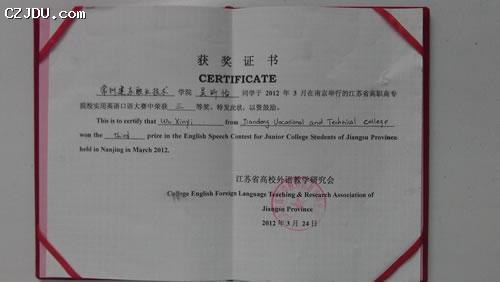 CZJDU.COM
获奖证书
CERTIFICATE
常州建东职业技术 学院 吴昕怡 同学于 2012 年 3 月在南京举行的江苏省高职高专
院校实用英语口语大赛中荣获 三 等奖。特发此状，以资鼓励。
This is to certify that Wu Xinyi from Jiandong Vocational and Technical College
won the third prize in the English Speech Contest for Junior College Students of Jiangsu Province
held in Nanjing in March 2012.
江苏省高校外语教学研究会
College English Foreign Language Teaching & Research Association of
Jiangsu Province
2012 年 3 月 24 日